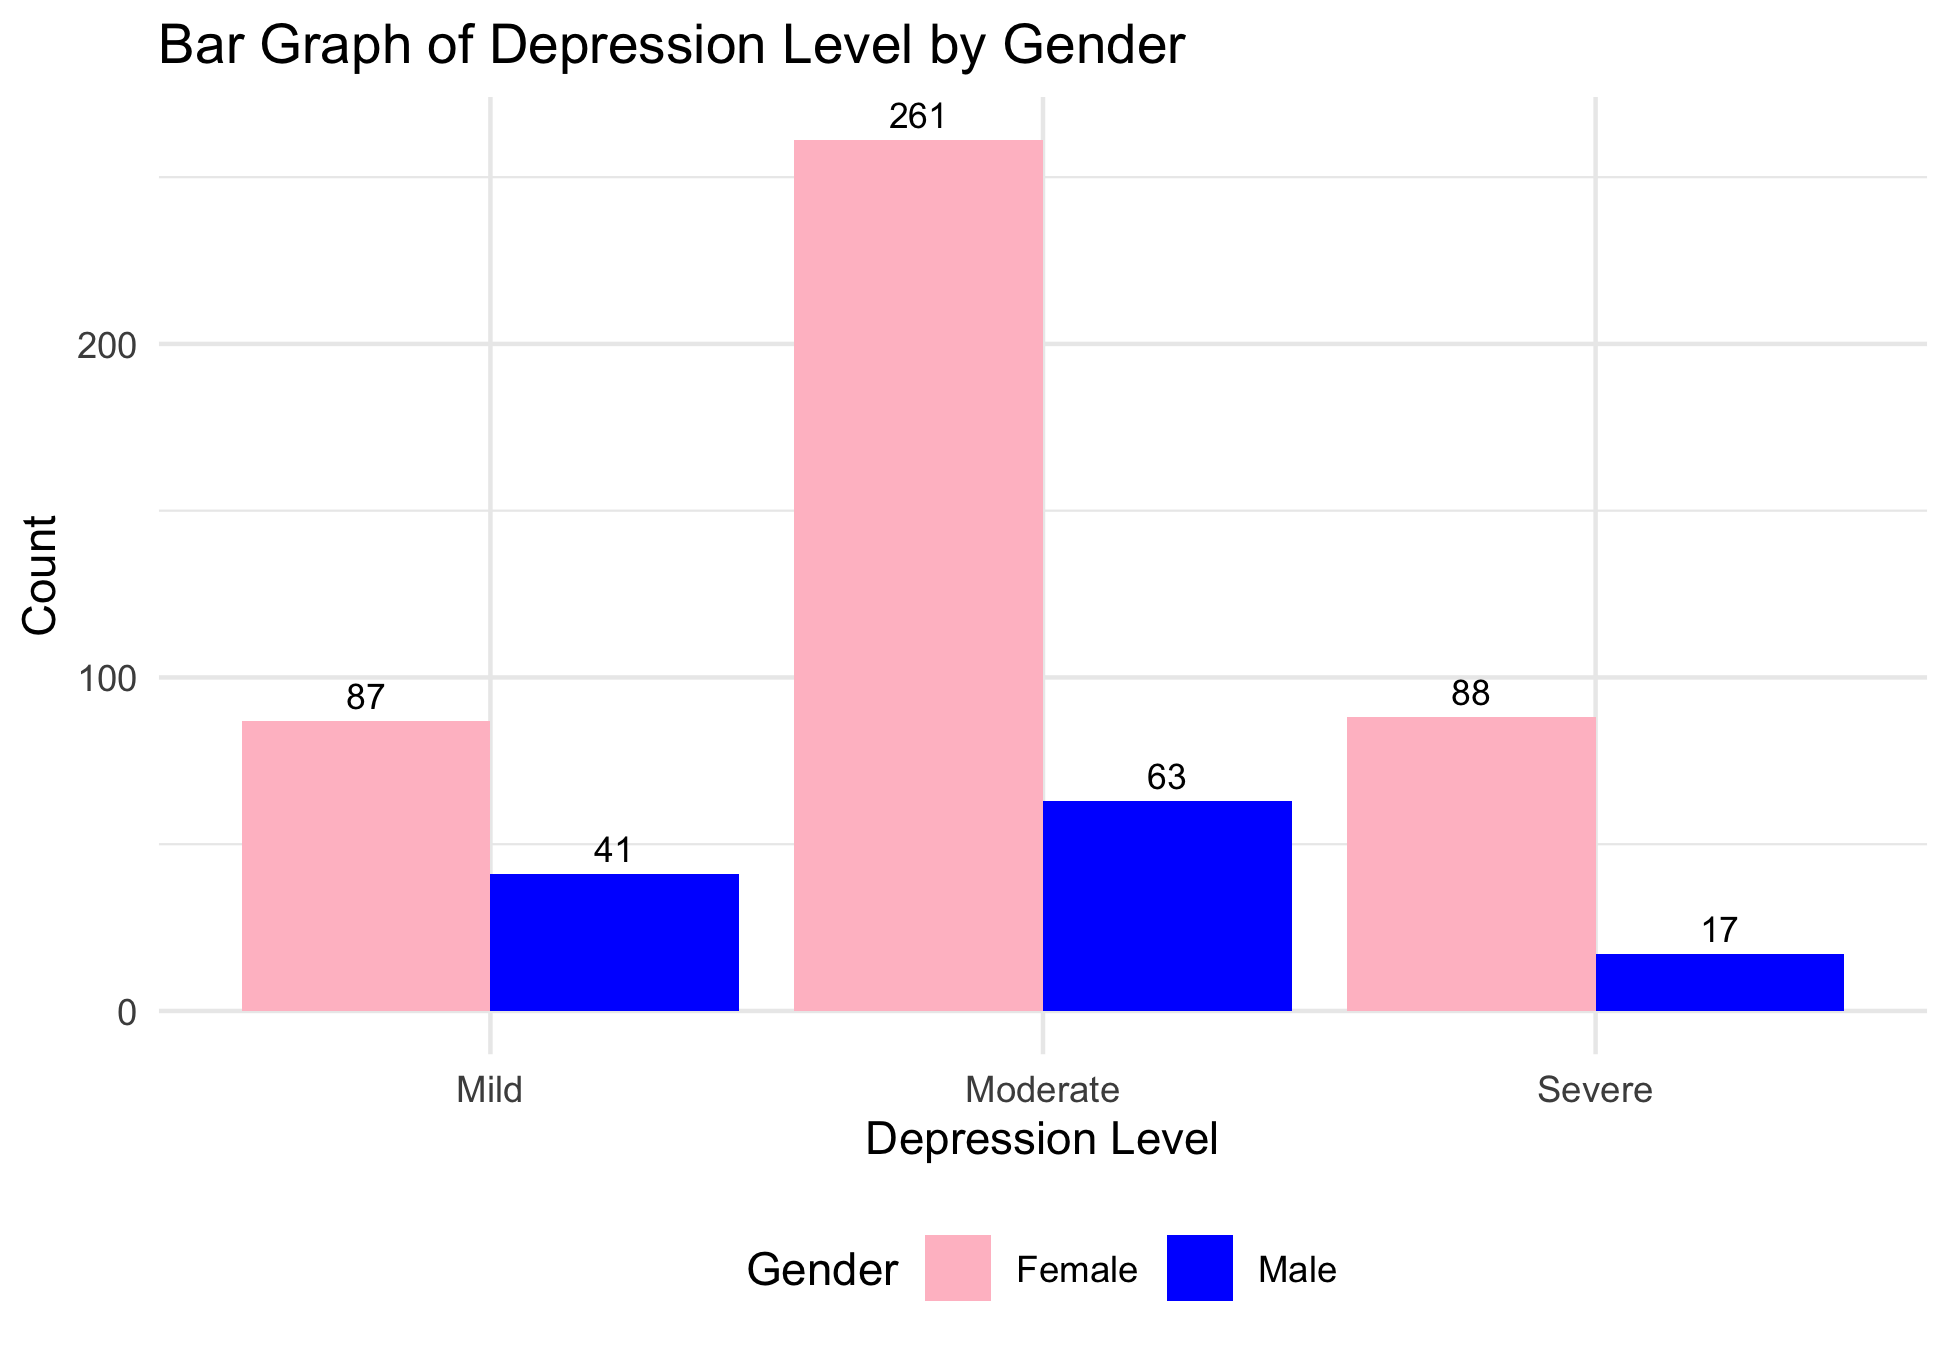 Bar Graph of Depression Level by Gender
261
200
Count
100
87
88
63
41
17
0
Mild Moderate Severe
Depression Level
Gender Female Male